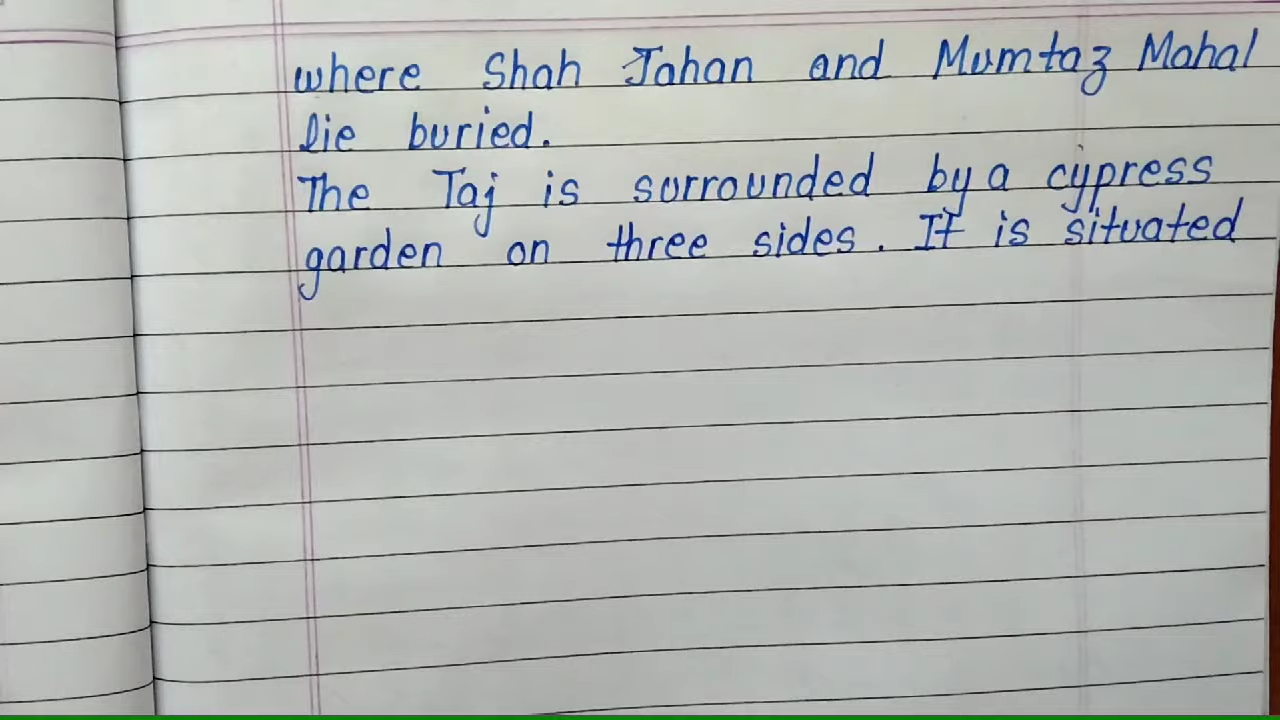 where Shah Jahan and Mumtaz Mahal
lie buried.
The Taj is surrounded by a cypress
garden on three sides. It is situated